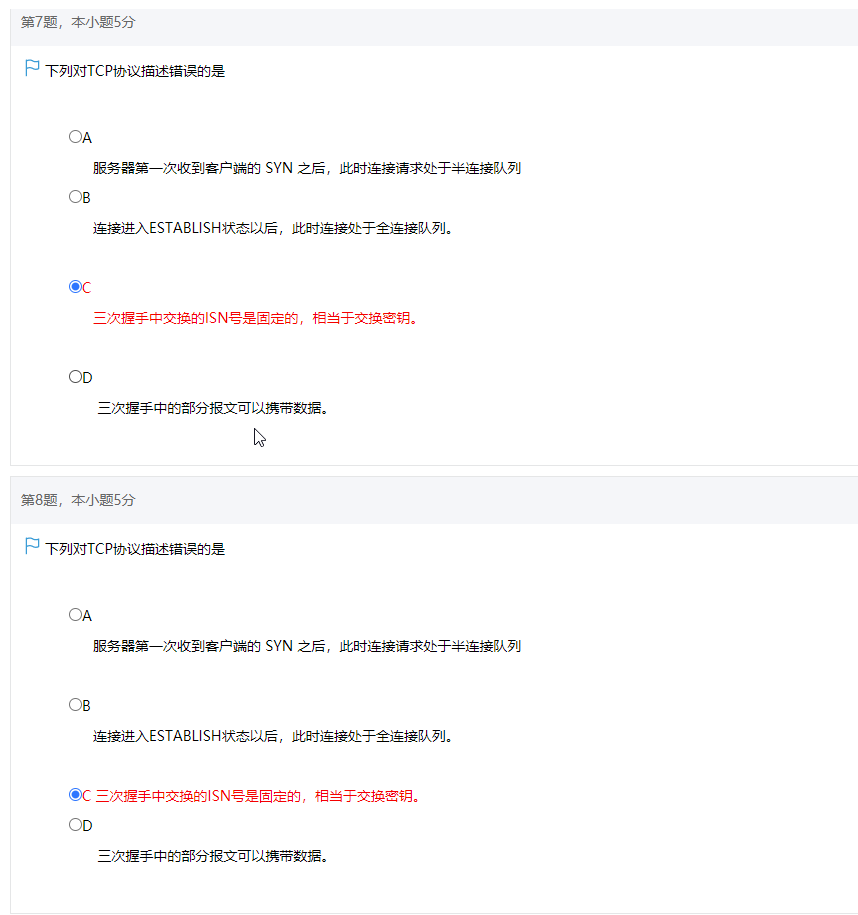 第7题，本小题5分
下列对TCP协议描述错误的是
A
服务器第一次收到客户端的 SYN 之后，此时连接请求处于半连接队列
B
连接进入ESTABLISH状态以后，此时连接处于全连接队列。
C
三次握手中交换的ISN号是固定的，相当于交换密钥。
D
三次握手中的部分报文可以携带数据。
第8题，本小题5分
下列对TCP协议描述错误的是
A
服务器第一次收到客户端的 SYN 之后，此时连接请求处于半连接队列
B
连接进入ESTABLISH状态以后，此时连接处于全连接队列。
C 三次握手中交换的ISN号是固定的，相当于交换密钥。
D
三次握手中的部分报文可以携带数据。